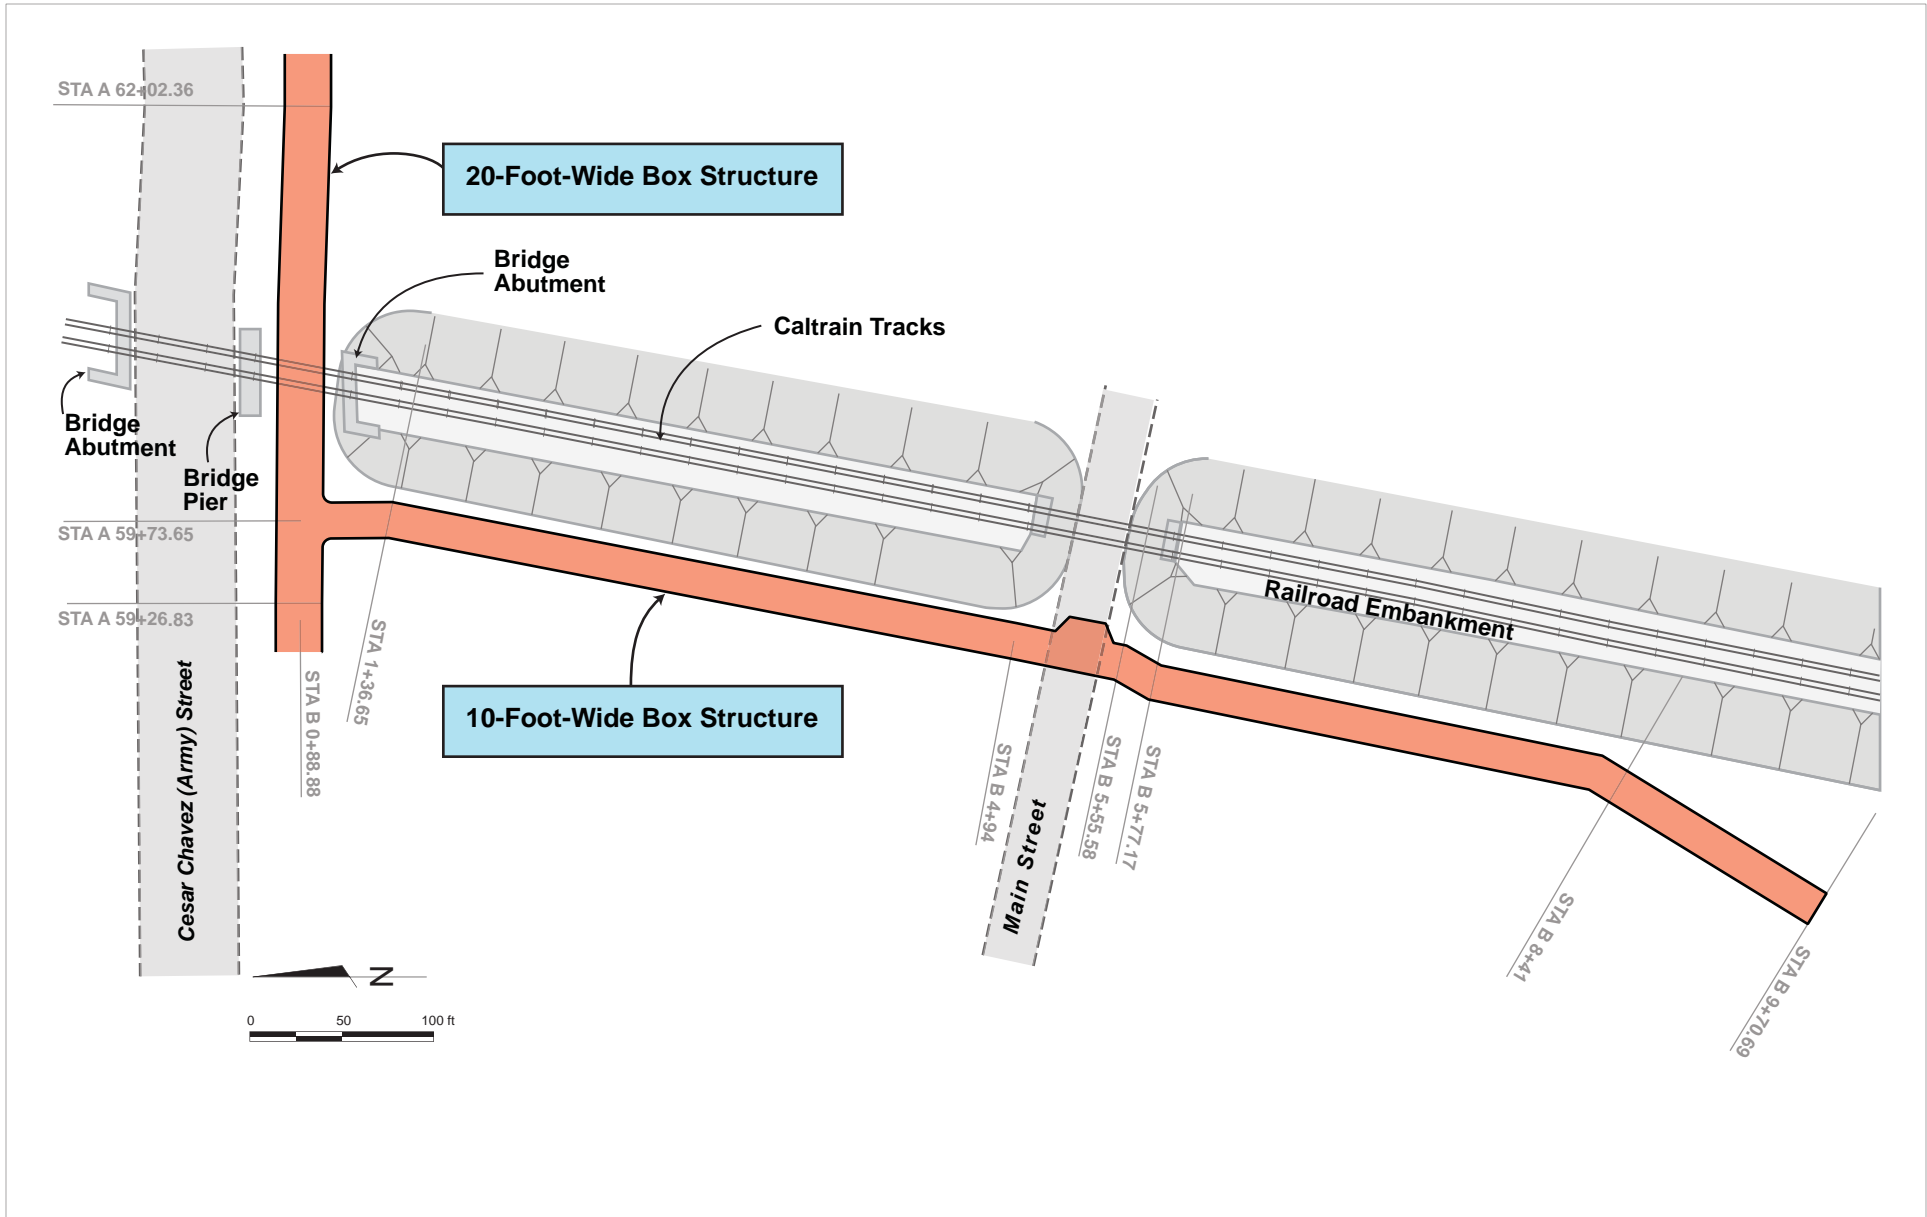 STA A 62+02.36
20-Foot-Wide Box Structure
Bridge
Abutment
Caltrain Tracks
Bridge
Abutment
Bridge
Pier
STA A 59+73.65
STA A 59+26.83
Railroad Embankment
STA 1+36.65
STA B 0+88.88
10-Foot-Wide Box Structure
Cesar Chavez (Army) Street
STA B 4+94
Main Street
STA B 5+55.58
STA B 5+77.17
STA B 8+41
STA B 9+70.69
N
0 50 100 ft